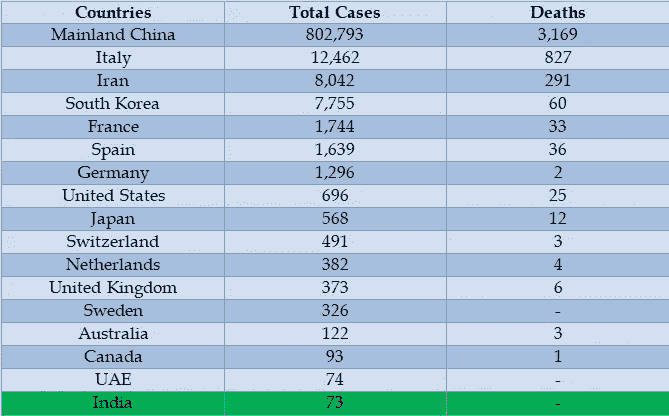 Countries Total Cases Deaths
Mainland China 802,793 3,169
Italy 12,462 827
Iran 8,042 291
South Korea 7,755 60
France 1,744 33
Spain 1,639 36
Germany 1,296 2
United States 696 25
Japan 568 12
Switzerland 491 3
Netherlands 382 4
United Kingdom 373 6
Sweden 326 -
Australia 122 3
Canada 93 1
UAE 74 -
India 73 -